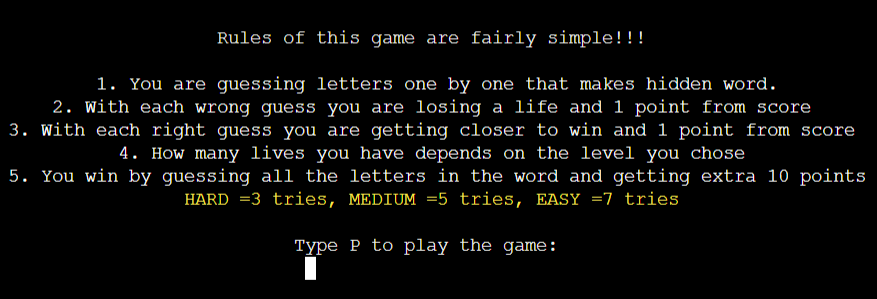 Rules of this game are fairly simple!!!
1. You are guessing letters one by one that makes hidden word.
2. With each wrong guess you are losing a life and 1 point from score
3. With each right guess you are getting closer to win and 1 point from score
4. How many lives you have depends on the level you chose
5. You win by guessing all the letters in the word and getting extra 10 points
HARD =3 tries, MEDIUM =5 tries, EASY =7 tries
Type P to play the game: